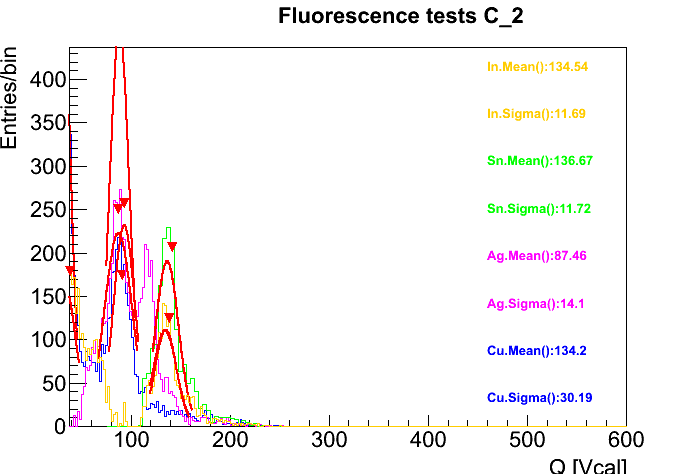 Fluorescence tests C_2
Entries/bin
400
350
300
250
200
150
100
50
0
100
200
300
400
500
600
Q [Vcal]
In.Mean():134.54
In.Sigma():11.69
Sn.Mean():136.67
Sn.Sigma():11.72
Ag.Mean():87.46
Ag.Sigma():14.1
Cu.Mean():134.2
Cu.Sigma():30.19